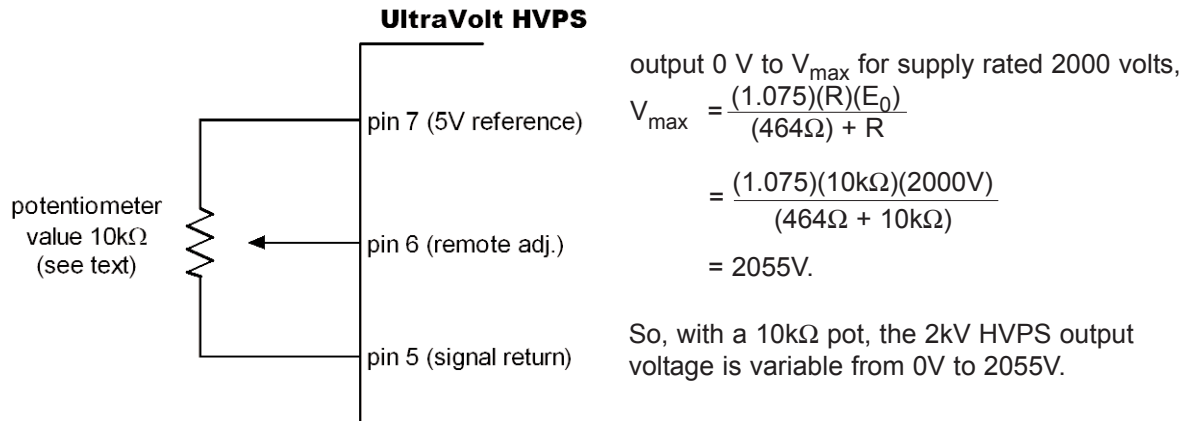 UltraVolt HVPS
pin 7 (5V reference)
potentiometer
value 10kΩ
(see text)
pin 6 (remote adj.)
pin 5 (signal return)
output 0 V to Vmax for supply rated 2000 volts,
Vmax = (1.075)(R)(E0)
(464Ω) + R
= (1.075)(10kΩ)(2000V)
(464Ω + 10kΩ)
= 2055V.
So, with a 10kΩ pot, the 2kV HVPS output
voltage is variable from 0V to 2055V.